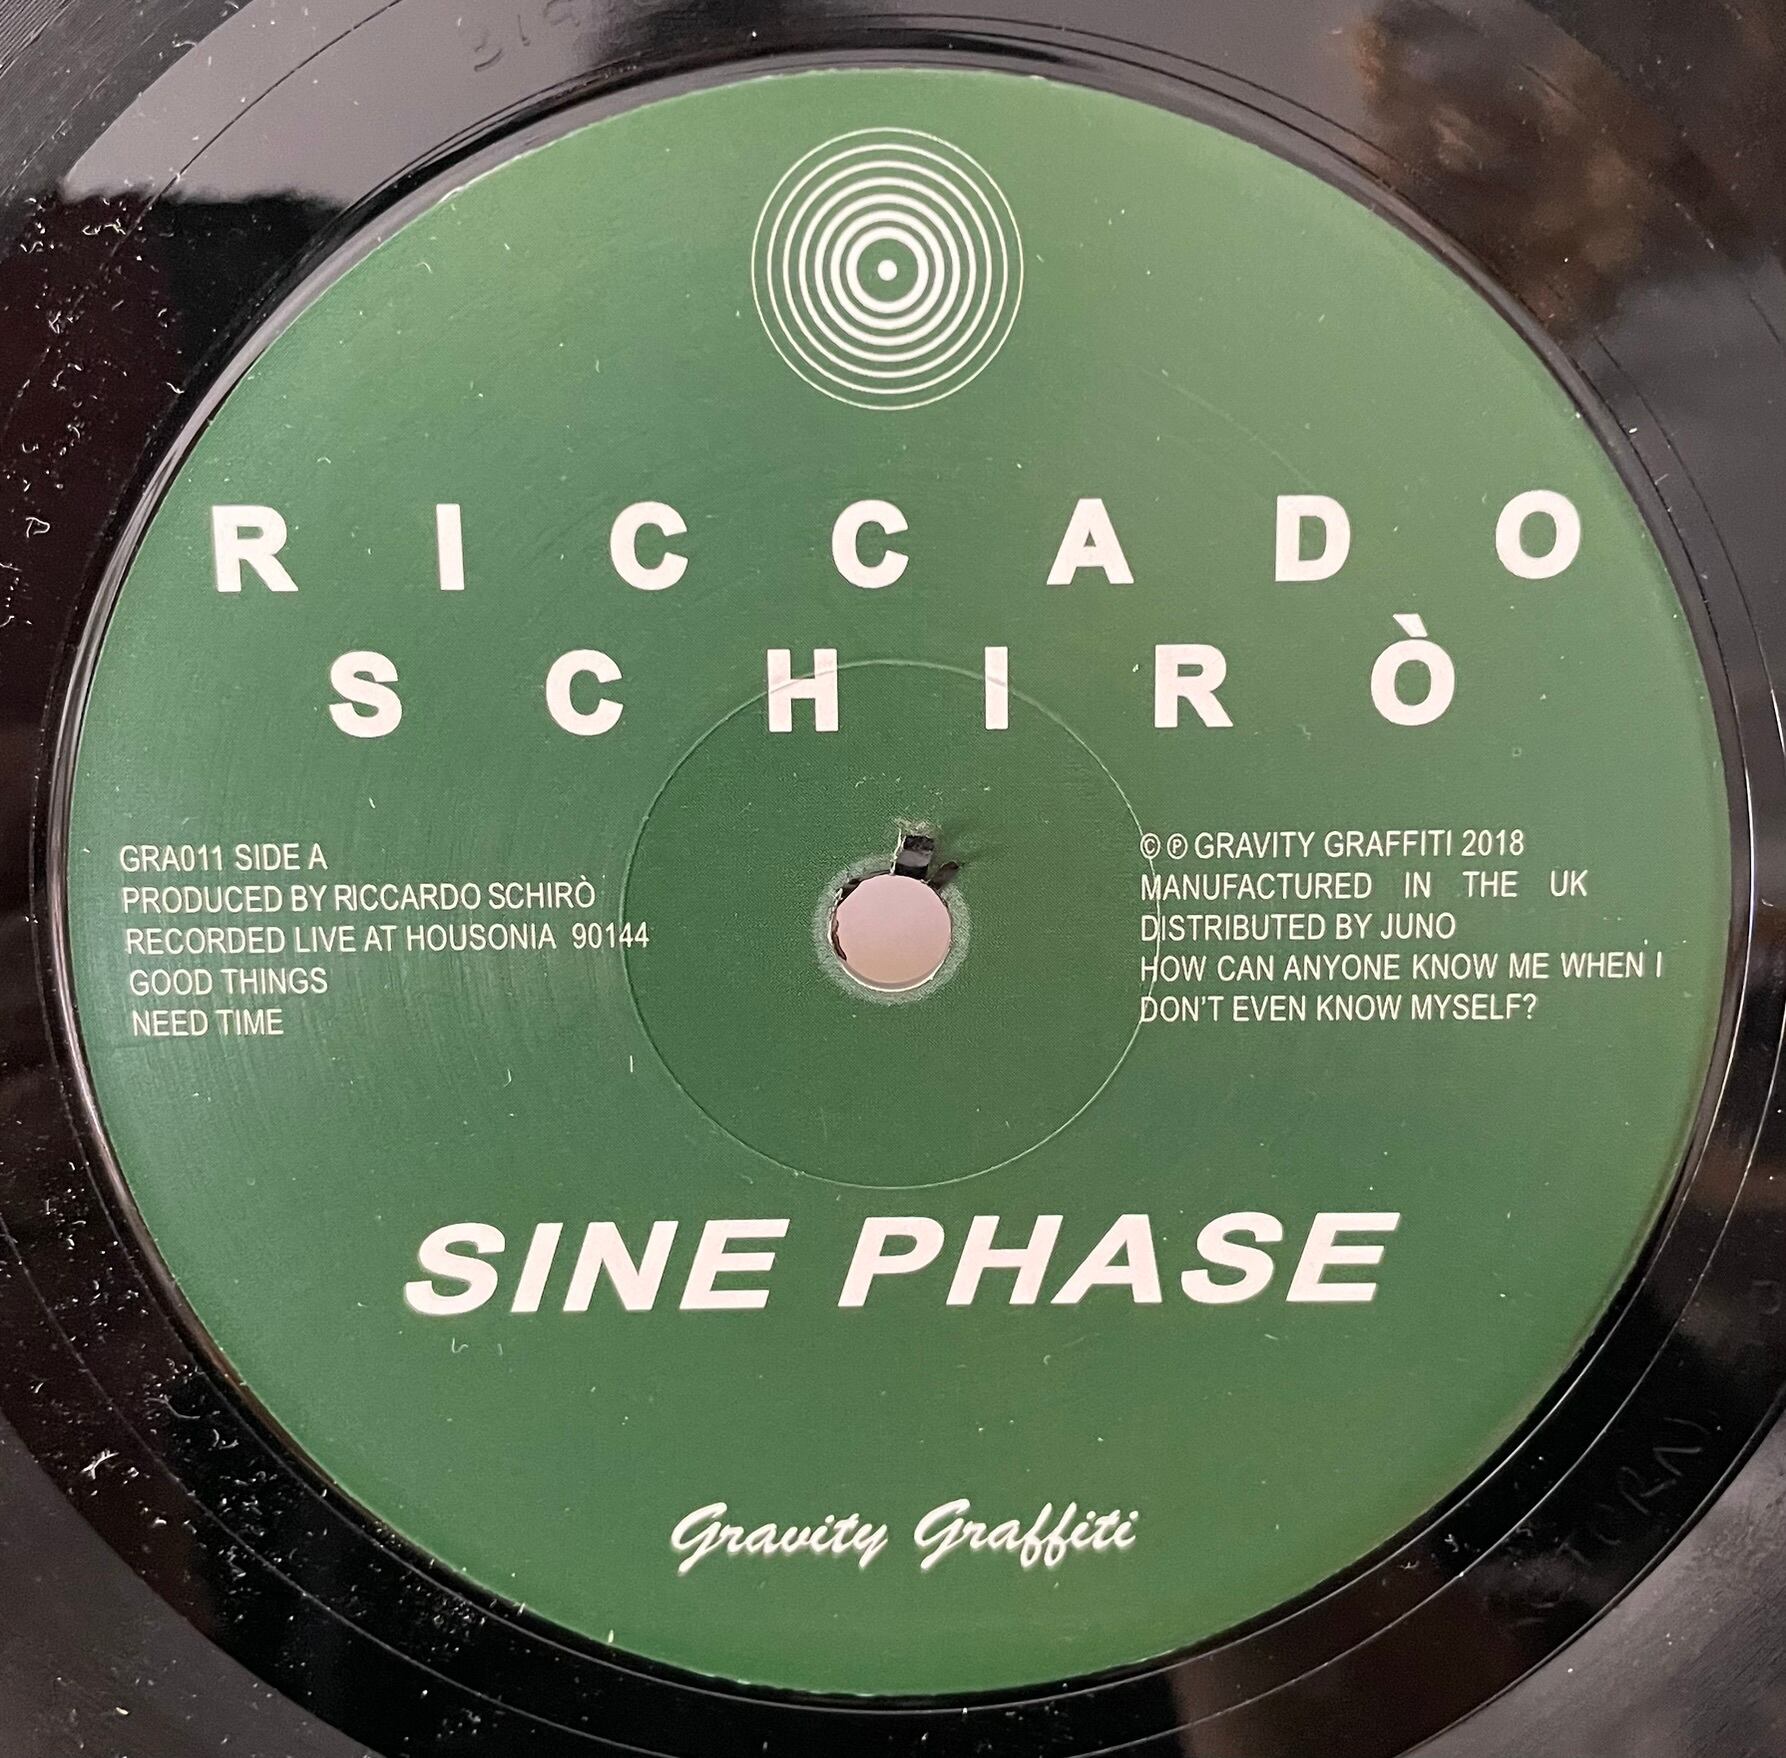 RICCADO
SCHIRÒ
GRA011 SIDE A
PRODUCED BY RICCARDO SCHIRÒ
RECORDED LIVE AT HOUSONIA 90144
GOOD THINGS
NEED TIME
© ℗ GRAVITY GRAFFITI 2018
MANUFACTURED IN THE UK
DISTRIBUTED BY JUNO
HOW CAN ANYONE KNOW ME WHEN I
DON'T EVEN KNOW MYSELF?
SINE PHASE
Gravity Graffiti